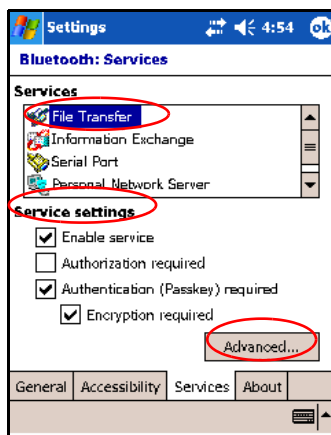 Settings 4:54 ok
Bluetooth: Services
Services
File Transfer
Information Exchange
Serial Port
Personal Network Server
Service settings
Enable service
Authorization required
Authentication (Passkey) required
Encryption required
Advanced...
General Accessibility Services About